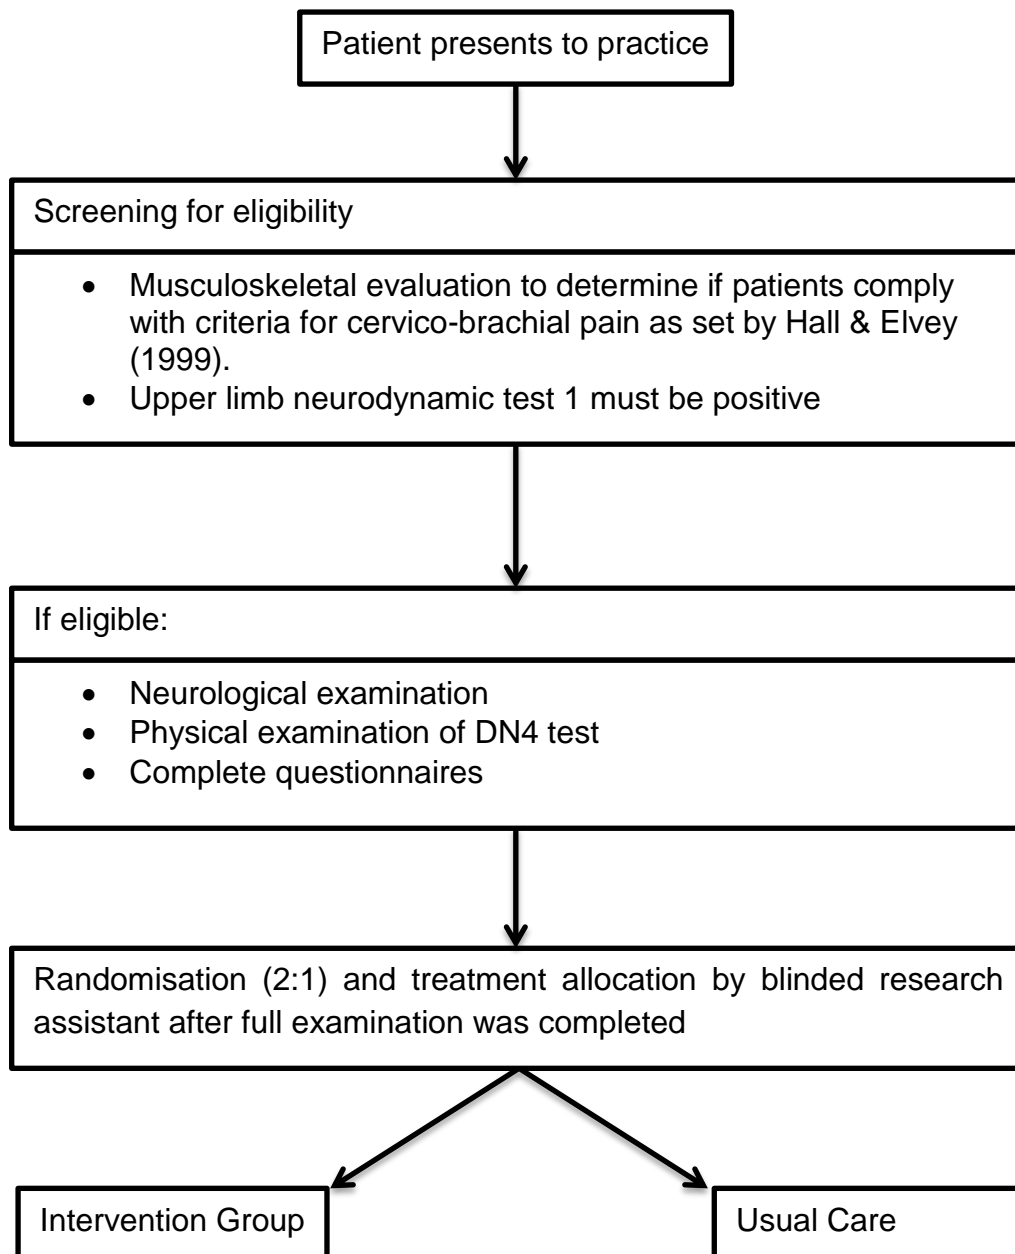 Patient presents to practice
Screening for eligibility
• Musculoskeletal evaluation to determine if patients comply
with criteria for cervico-brachial pain as set by Hall & Elvey
(1999).
• Upper limb neurodynamic test 1 must be positive
If eligible:
• Neurological examination
• Physical examination of DN4 test
• Complete questionnaires
Randomisation (2:1) and treatment allocation by blinded research
assistant after full examination was completed
Intervention Group
Usual Care